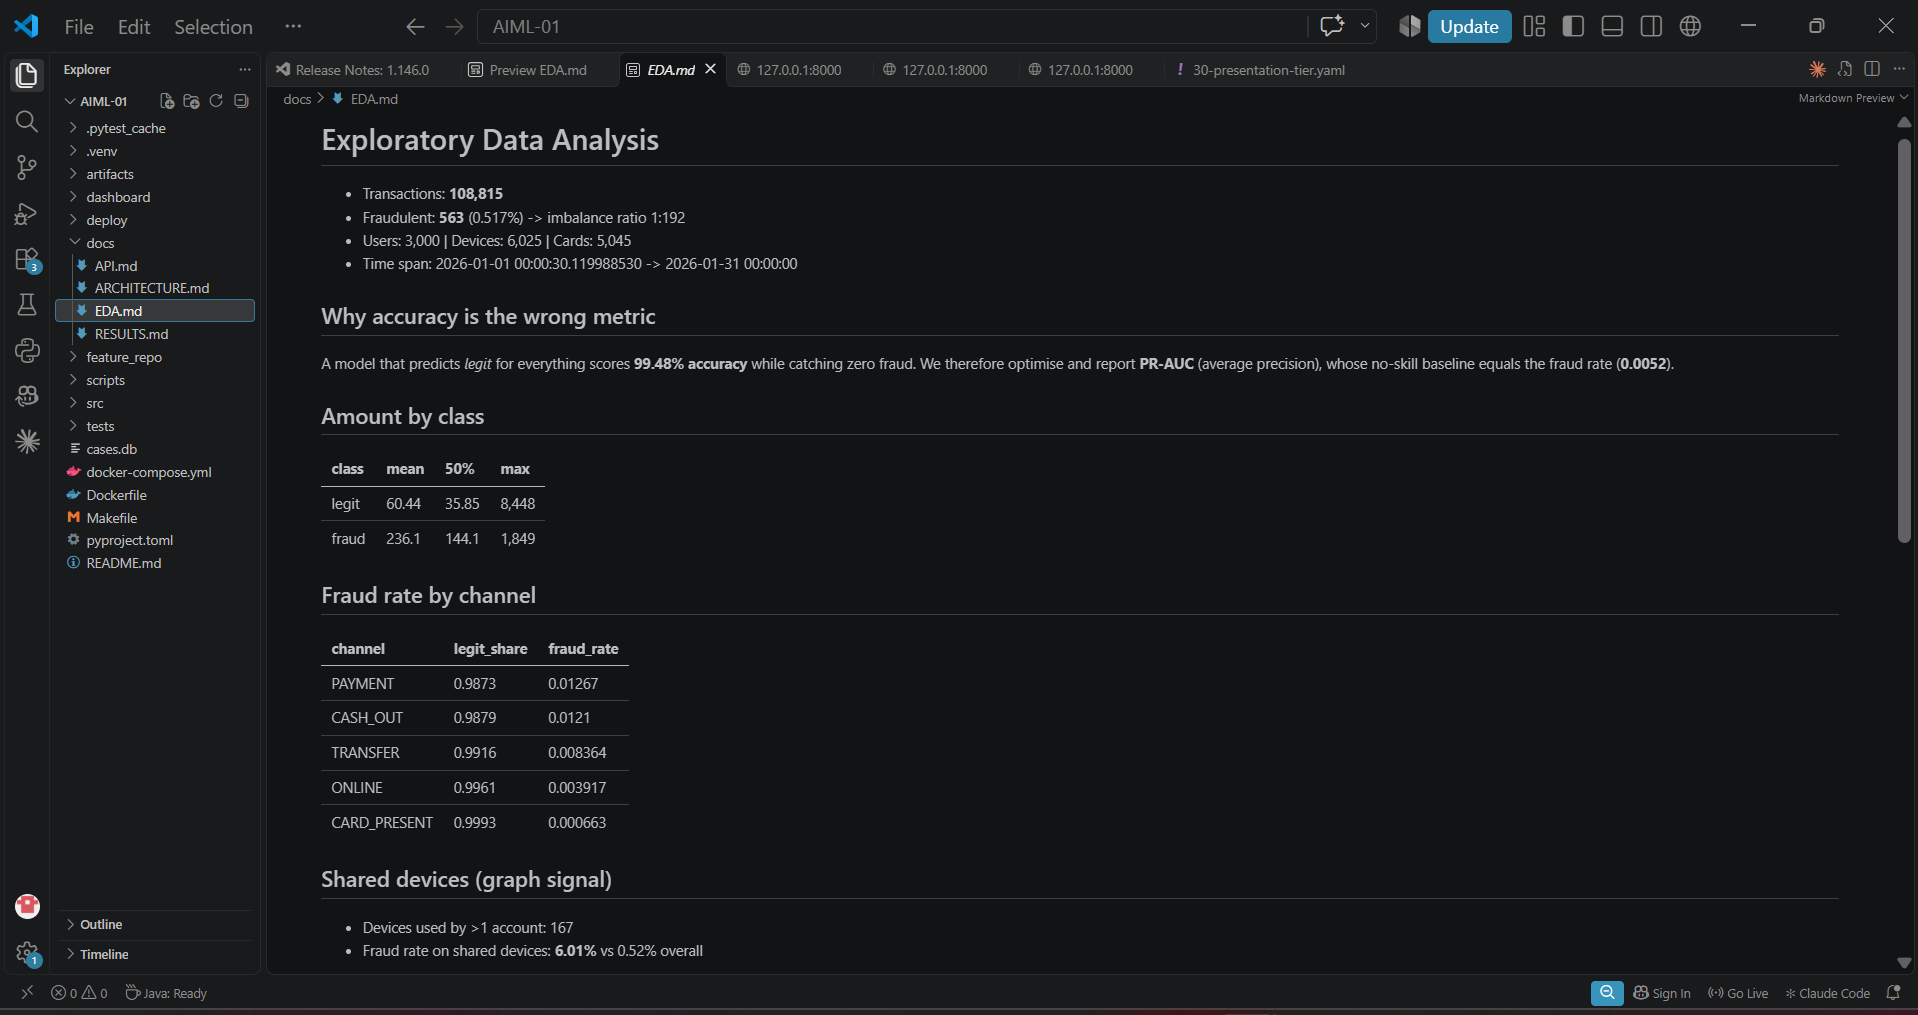 File Edit Selection ··· AIML-01 Update
Explorer ···
AIML-01
.pytest_cache
.venv
artifacts
dashboard
deploy
docs
API.md
ARCHITECTURE.md
EDA.md
RESULTS.md
feature_repo
scripts
src
tests
cases.db
docker-compose.yml
Dockerfile
Makefile
pyproject.toml
README.md
Outline
Timeline
3
1
Release Notes: 1.146.0 Preview EDA.md EDA.md 127.0.0.1:8000 127.0.0.1:8000 127.0.0.1:8000 ! 30-presentation-tier.yaml ···
docs > EDA.md Markdown Preview
Exploratory Data Analysis
• Transactions: 108,815
• Fraudulent: 563 (0.517%) -> imbalance ratio 1:192
• Users: 3,000 | Devices: 6,025 | Cards: 5,045
• Time span: 2026-01-01 00:00:30.119988530 -> 2026-01-31 00:00:00
Why accuracy is the wrong metric
A model that predicts legit for everything scores 99.48% accuracy while catching zero fraud. We therefore optimise and report PR-AUC (average precision), whose no-skill baseline equals the fraud rate (0.0052).
Amount by class
class mean 50% max
legit 60.44 35.85 8,448
fraud 236.1 144.1 1,849
Fraud rate by channel
channel legit_share fraud_rate
PAYMENT 0.9873 0.01267
CASH_OUT 0.9879 0.0121
TRANSFER 0.9916 0.008364
ONLINE 0.9961 0.003917
CARD_PRESENT 0.9993 0.000663
Shared devices (graph signal)
• Devices used by >1 account: 167
• Fraud rate on shared devices: 6.01% vs 0.52% overall
0 0 Java: Ready Sign In Go Live Claude Code